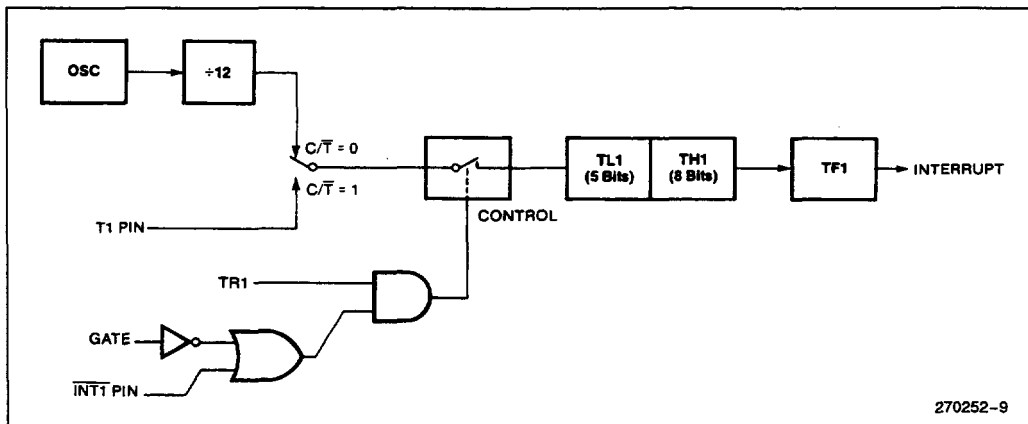 OSC
÷12
C/T̅ = 0
C/T̅ = 1
T1 PIN
CONTROL
TL1
(5 Bits)
TH1
(8 Bits)
TF1
INTERRUPT
TR1
GATE
I̅N̅T̅1̅ PIN
270252–9